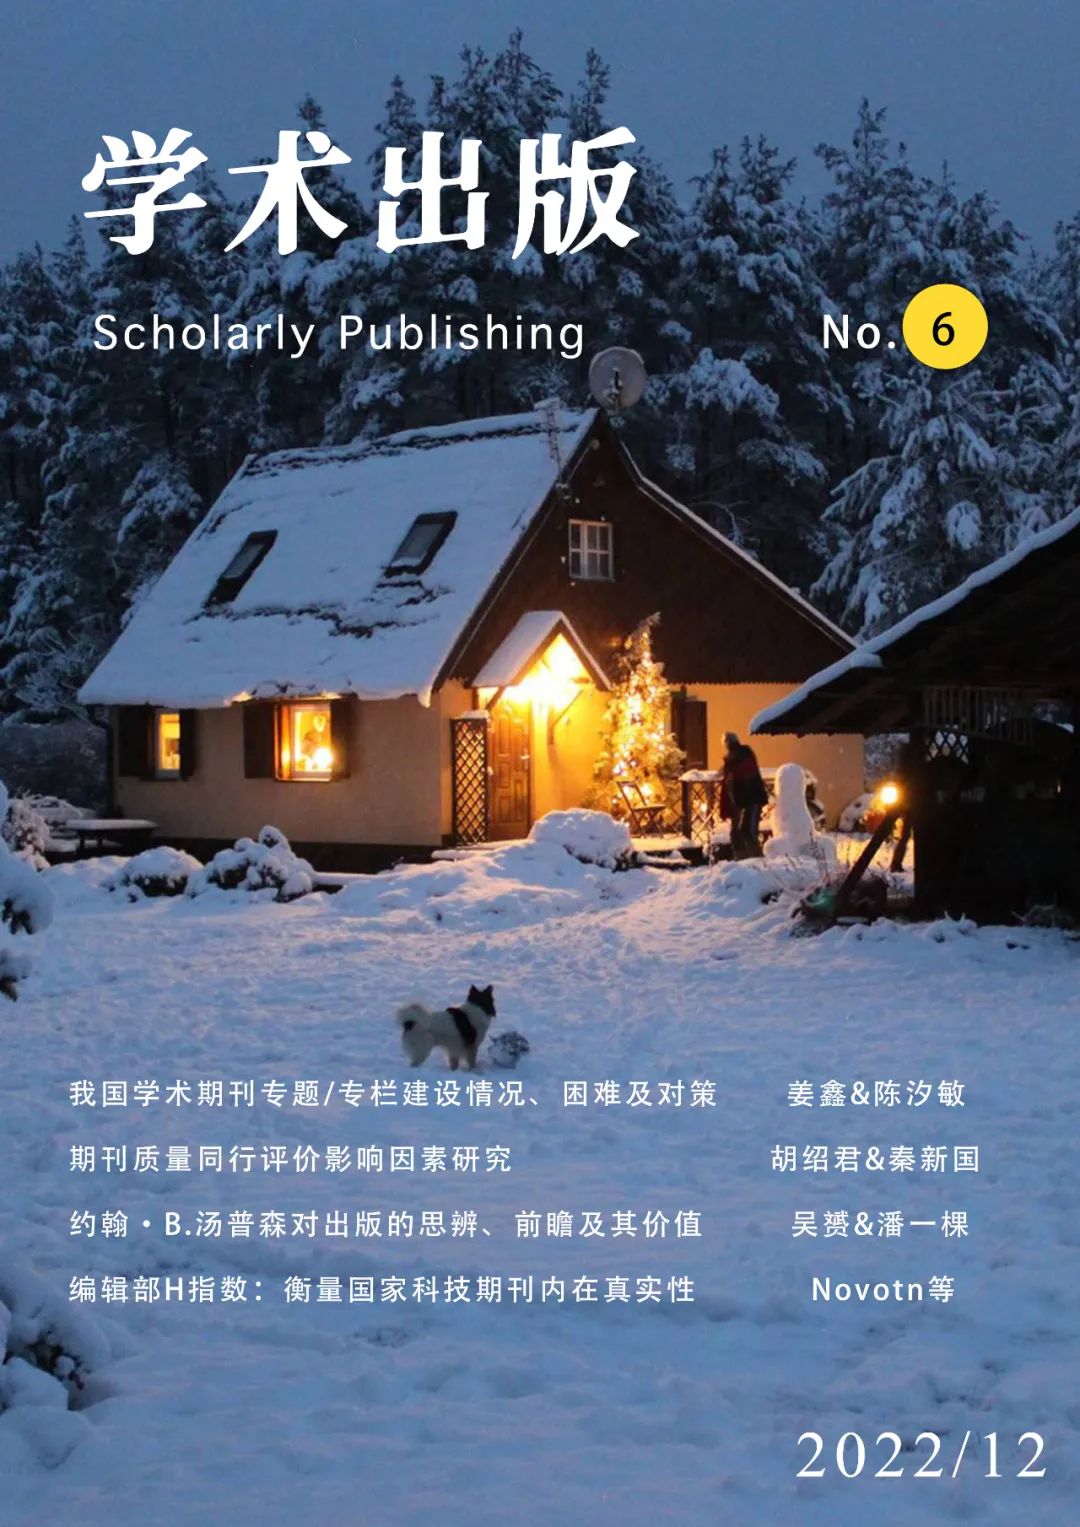 学术出版
Scholarly Publishing No. 6
我国学术期刊专题/专栏建设情况、困难及对策 姜鑫&陈汐敏
期刊质量同行评价影响因素研究 胡绍君&秦新国
约翰·B.汤普森对出版的思辨、前瞻及其价值 吴赟&潘一棵
编辑部H指数：衡量国家科技期刊内在真实性 Novotn等
2022/12